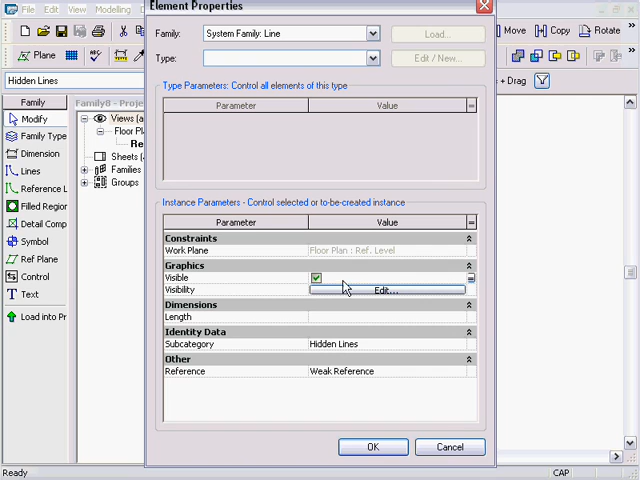 Element Properties
File
Edit
View
Modelling
Family:
System Family: Line
Load...
Type:
Edit / New...
Move
Copy
Rotate
»
Plane
»
Hidden Lines
+ Drag
Type Parameters: Control all elements of this type
Parameter
Value
=
Family
Modify
Family Type
Dimension
Lines
Reference L
Filled Region
Detail Comp
Symbol
Ref Plane
Control
Text
Load into Pr
Family8 - Proje
Views (a
Floor Pl
Re
Sheets (
Families
Groups
Instance Parameters - Control selected or to-be-created instance
Parameter
Value
=
Constraints
Work Plane
Floor Plan : Ref. Level
Graphics
Visible
Visibility
Edit...
Dimensions
Length
Identity Data
Subcategory
Hidden Lines
Other
Reference
Weak Reference
OK
Cancel
Ready
CAP